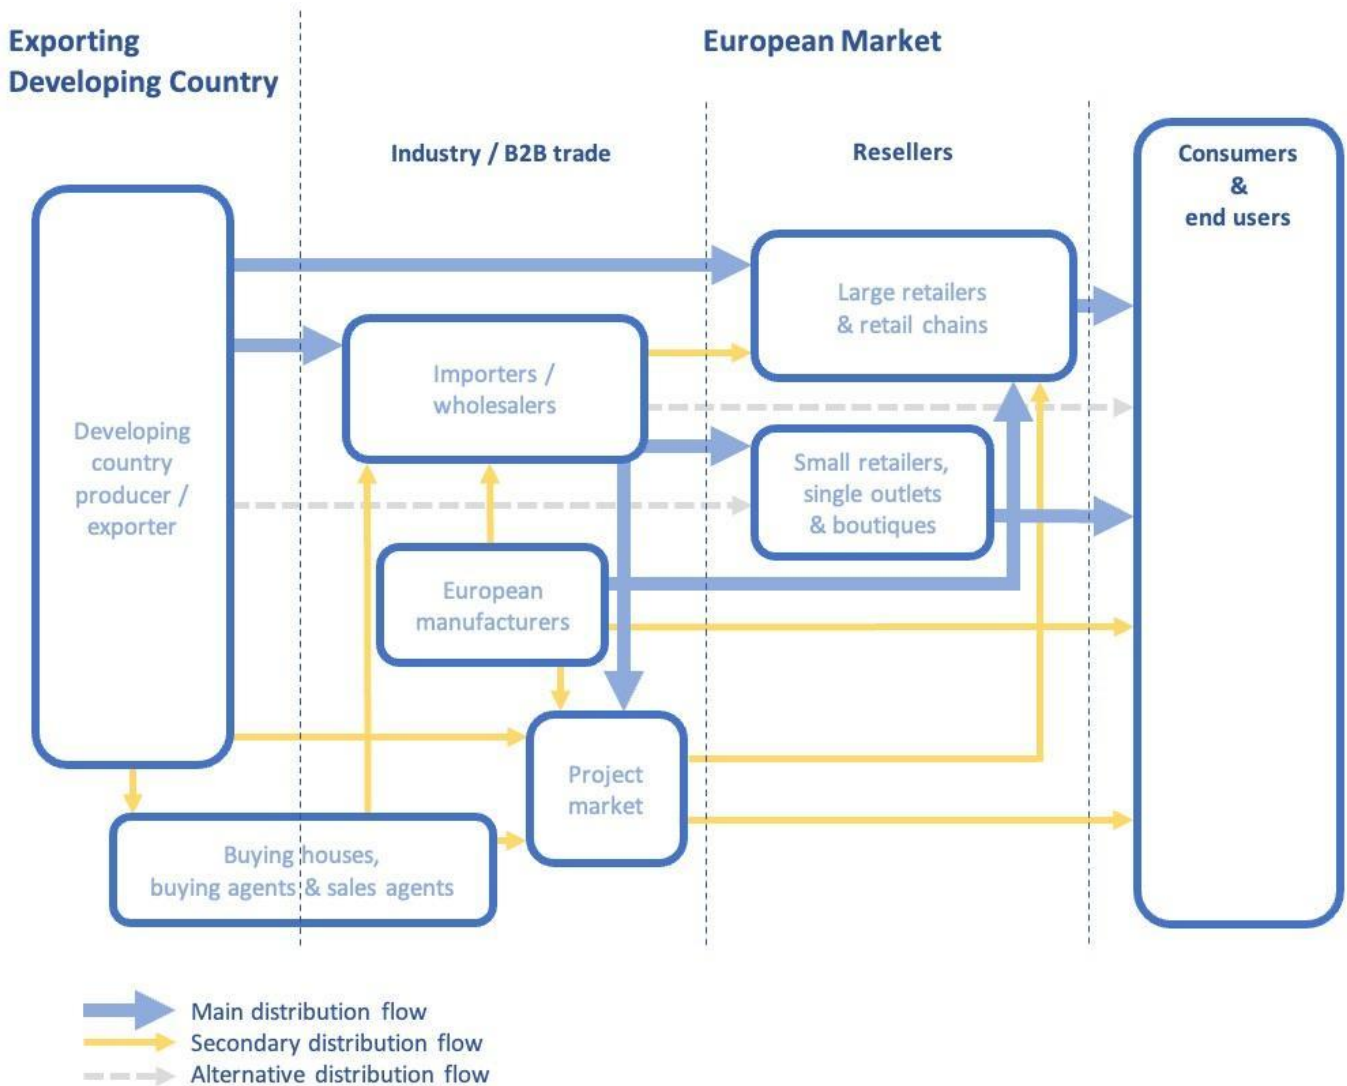 Exporting
Developing Country
European Market
Industry / B2B trade
Resellers
Consumers
&
end users
Large retailers
& retail chains
Importers /
wholesalers
Developing
country
producer /
exporter
Small retailers,
single outlets
& boutiques
European
manufacturers
Project
market
Buying houses,
buying agents & sales agents
Main distribution flow
Secondary distribution flow
Alternative distribution flow